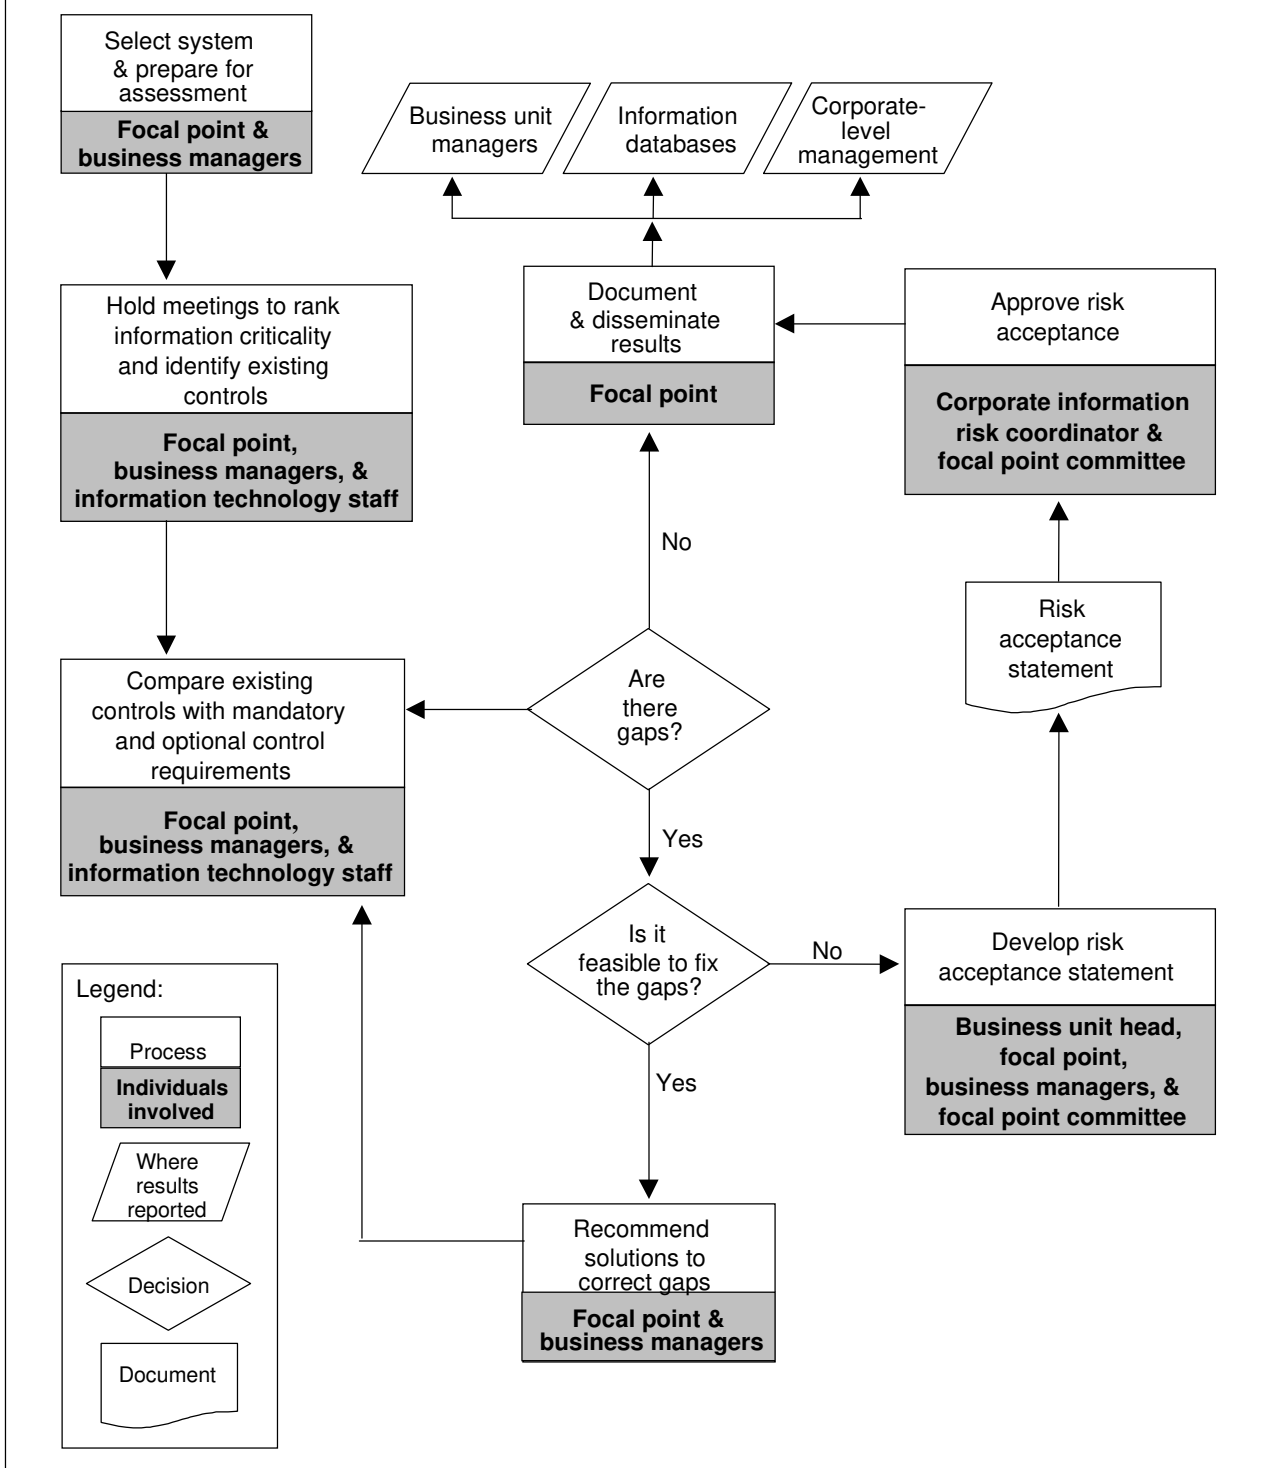 Select system
& prepare for
assessment
Focal point &
business managers
Business unit
managers
Information
databases
Corporate-
level
management
Hold meetings to rank
information criticality
and identify existing
controls
Focal point,
business managers, &
information technology staff
Document
& disseminate
results
Focal point
Approve risk
acceptance
Corporate information
risk coordinator &
focal point committee
No
Risk
acceptance
statement
Compare existing
controls with mandatory
and optional control
requirements
Focal point,
business managers, &
information technology staff
Are
there
gaps?
Yes
Is it
feasible to fix
the gaps?
No
Develop risk
acceptance statement
Business unit head,
focal point,
business managers, &
focal point committee
Yes
Recommend
solutions to
correct gaps
Focal point &
business managers
Legend:
Process
Individuals
involved
Where
results
reported
Decision
Document